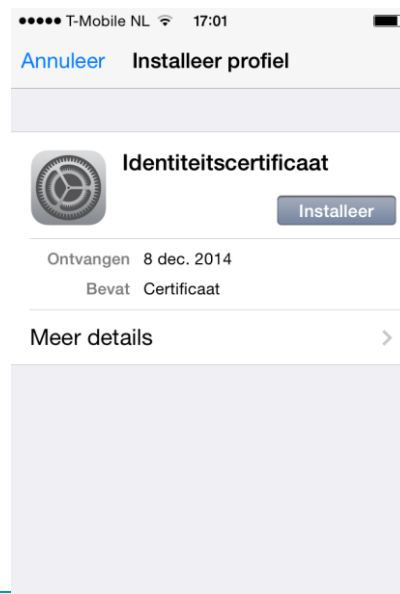 T-Mobile NL 17:01
Annuleer Installeer profiel
Identiteitscertificaat
Installeer
Ontvangen 8 dec. 2014
Bevat Certificaat
Meer details